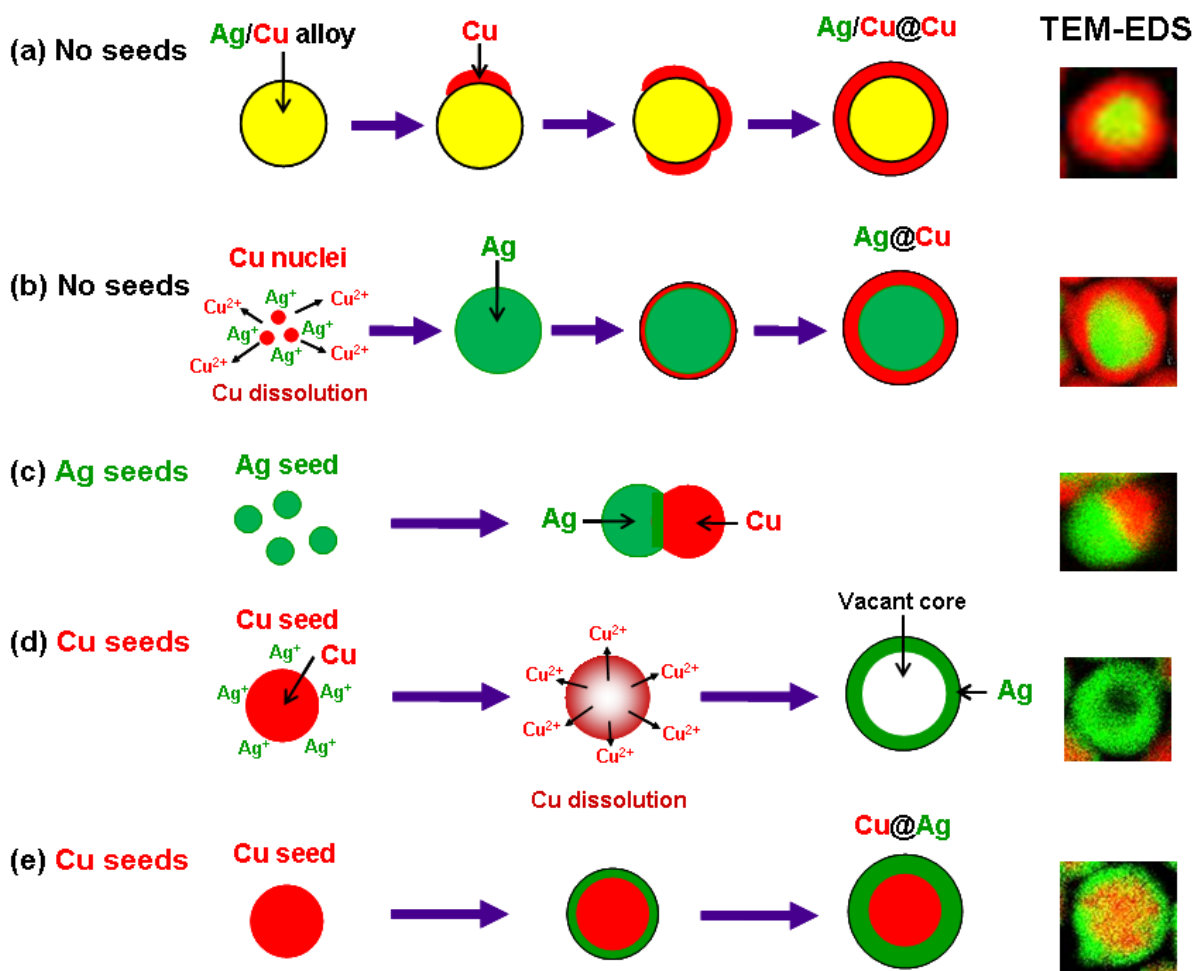 TEM-EDS
(a) No seeds
Ag/Cu alloy
Cu
Ag/Cu@Cu
(b) No seeds
Cu nuclei
Ag⁺
Cu²⁺
Cu²⁺
Ag⁺
Ag⁺
Ag⁺
Cu²⁺
Cu²⁺
Cu dissolution
Ag
Ag@Cu
(c) Ag seeds
Ag seed
Ag
Cu
(d) Cu seeds
Cu seed
Cu
Ag⁺
Ag⁺
Ag⁺
Ag⁺
Ag⁺
Cu²⁺
Cu²⁺
Cu²⁺
Cu²⁺
Cu²⁺
Cu²⁺
Cu dissolution
Vacant core
Ag
(e) Cu seeds
Cu seed
Cu@Ag